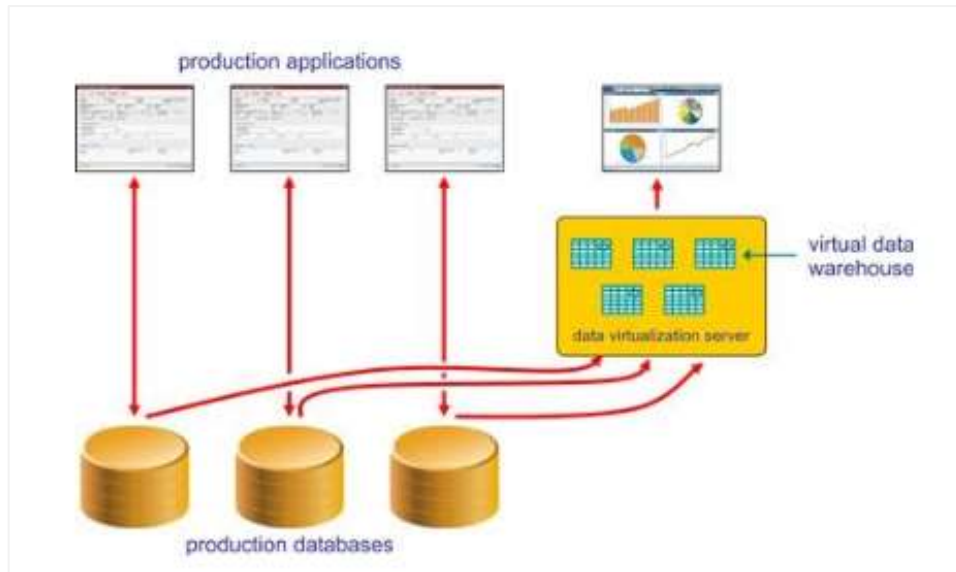 production applications
virtual data
warehouse
data virtualization server
production databases